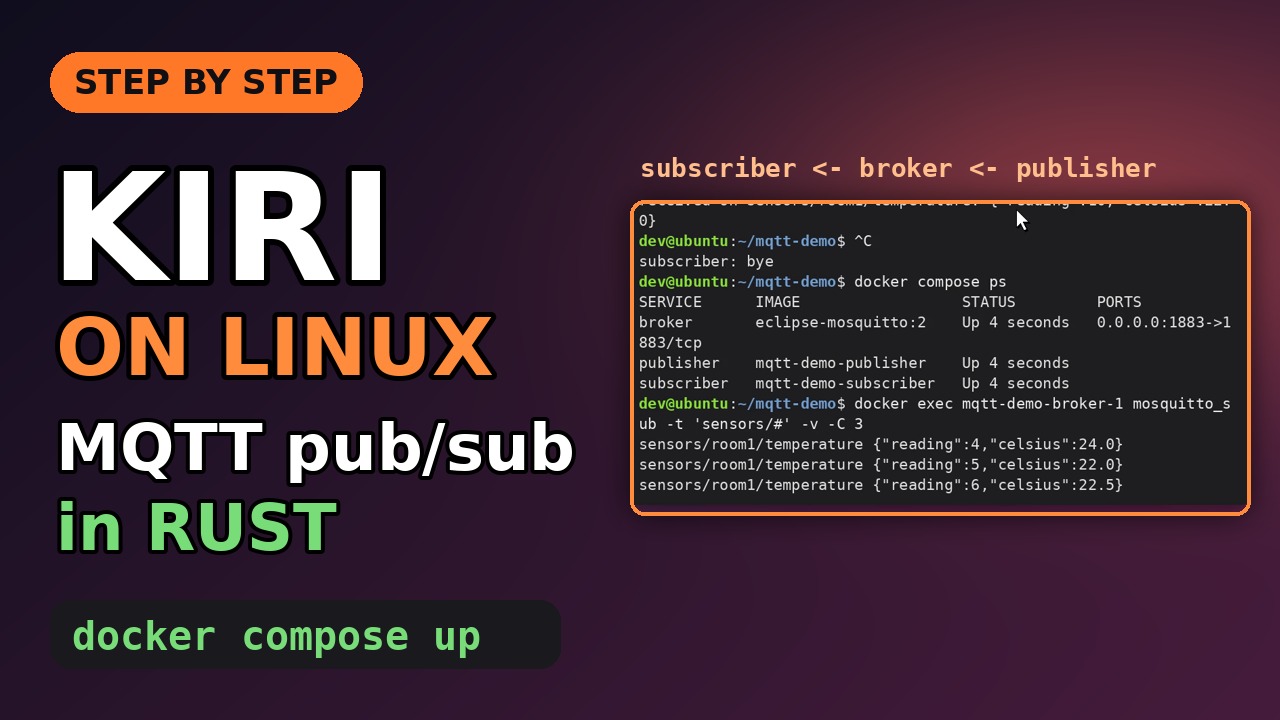 STEP BY STEP
KIRI
ON LINUX
MQTT pub/sub
in RUST
docker compose up
subscriber <- broker <- publisher
0}
dev@ubuntu:~/mqtt-demo$ ^C
subscriber: bye
dev@ubuntu:~/mqtt-demo$ docker compose ps
SERVICE      IMAGE                  STATUS         PORTS
broker       eclipse-mosquitto:2    Up 4 seconds   0.0.0.0:1883->1
883/tcp
publisher    mqtt-demo-publisher    Up 4 seconds
subscriber   mqtt-demo-subscriber   Up 4 seconds
dev@ubuntu:~/mqtt-demo$ docker exec mqtt-demo-broker-1 mosquitto_s
ub -t 'sensors/#' -v -C 3
sensors/room1/temperature {"reading":4,"celsius":24.0}
sensors/room1/temperature {"reading":5,"celsius":22.0}
sensors/room1/temperature {"reading":6,"celsius":22.5}